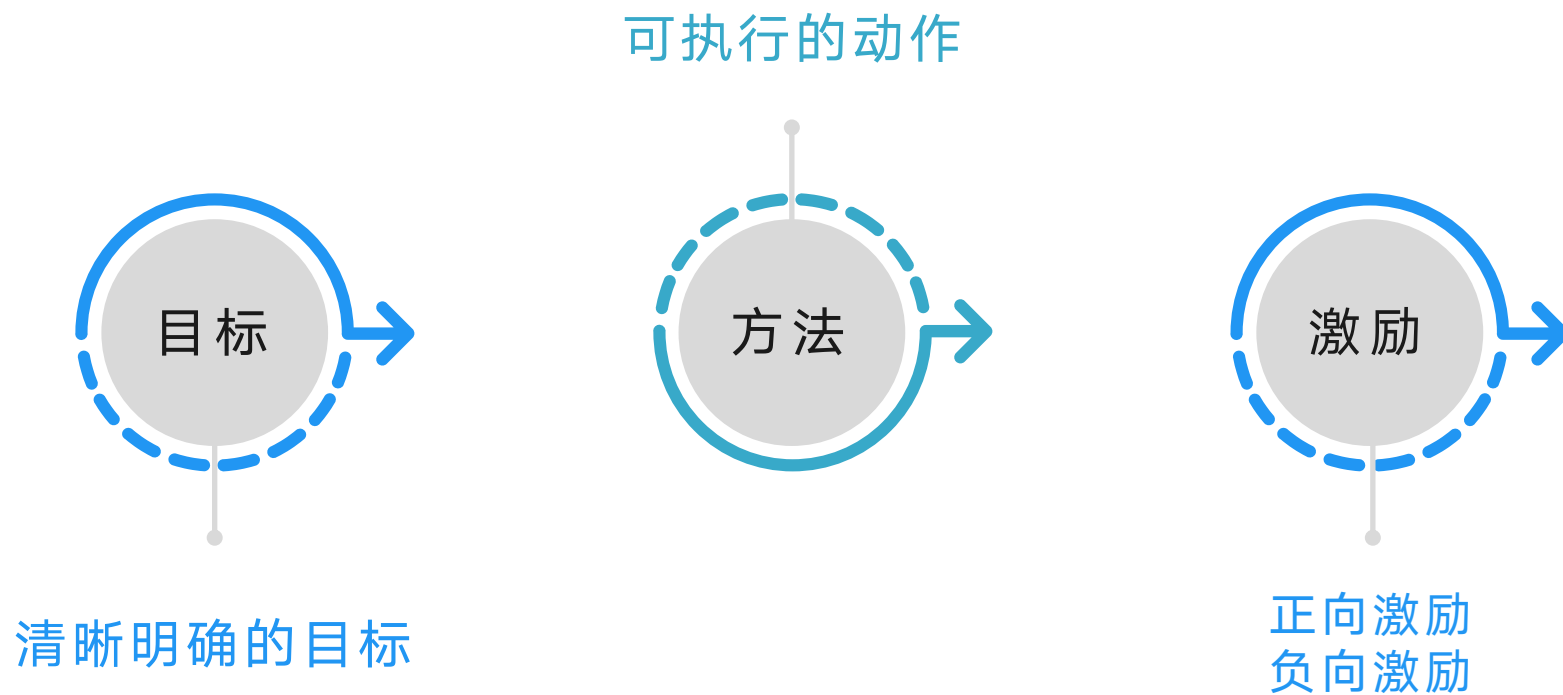 可执行的动作
目标
方法
激励
清晰明确的目标
正向激励
负向激励